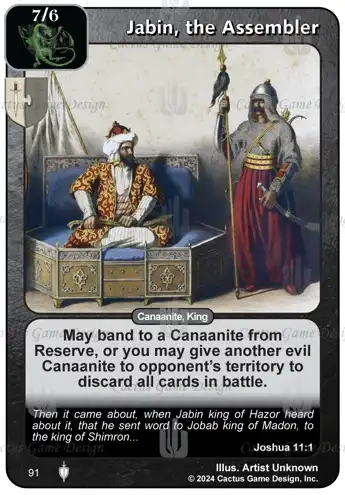 7/6
Jabin, the Assembler
Cactus Game Design
Canaanite, King
May band to a Canaanite from
Reserve, or you may give another evil
Canaanite to opponent's territory to
discard all cards in battle.
Then it came about, when Jabin king of Hazor heard
about it, that he sent word to Jobab king of Madon, to
the king of Shimron...
Joshua 11:1
91
Illus. Artist Unknown
© 2024 Cactus Game Design, Inc.